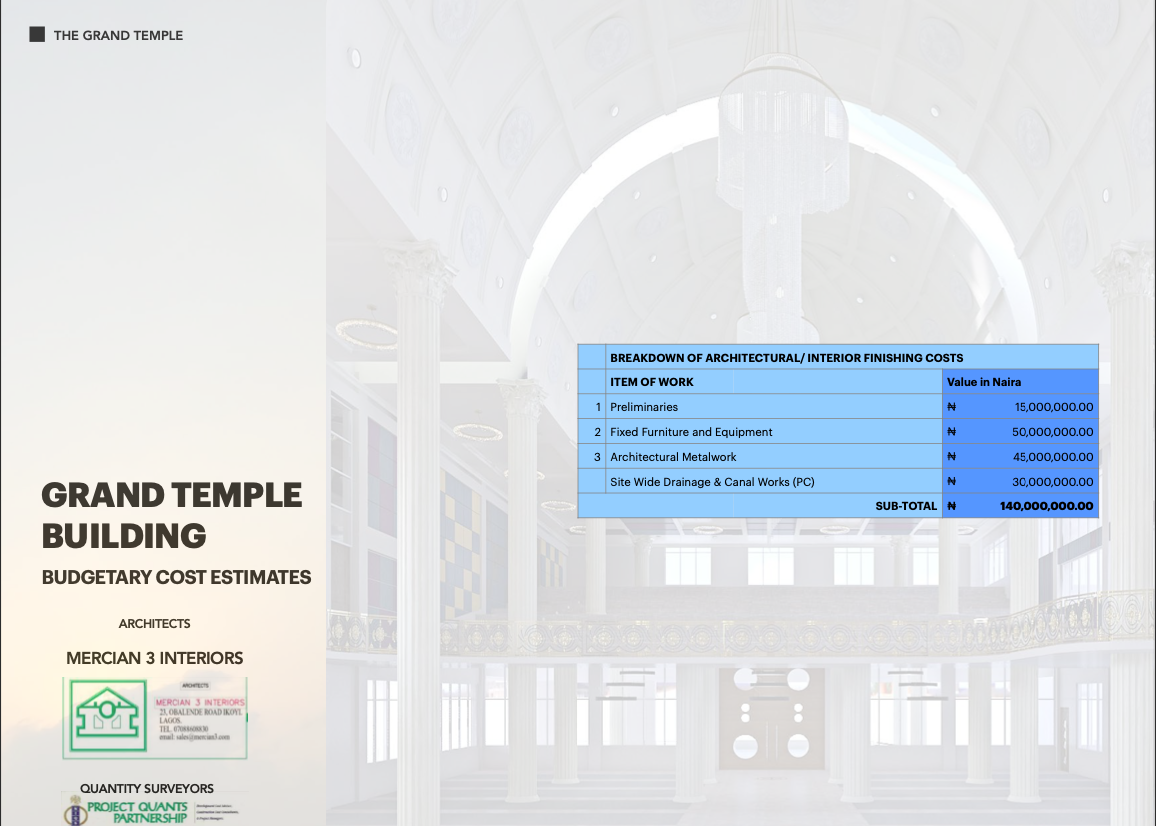 THE GRAND TEMPLE
BREAKDOWN OF ARCHITECTURAL/ INTERIOR FINISHING COSTS
ITEM OF WORK Value in Naira
1 Preliminaries ₦ 15,000,000.00
2 Fixed Furniture and Equipment ₦ 50,000,000.00
3 Architectural Metalwork ₦ 45,000,000.00
Site Wide Drainage & Canal Works (PC) ₦ 30,000,000.00
SUB-TOTAL ₦ 140,000,000.00
GRAND TEMPLE
BUILDING
BUDGETARY COST ESTIMATES
ARCHITECTS
MERCIAN 3 INTERIORS
ARCHITECTS
MERCIAN 3 INTERIORS
23, OBALENDE ROAD IKOYI,
LAGOS.
email: sales@mercian3.com
QUANTITY SURVEYORS
PROJECT QUANTS
PARTNERSHIP